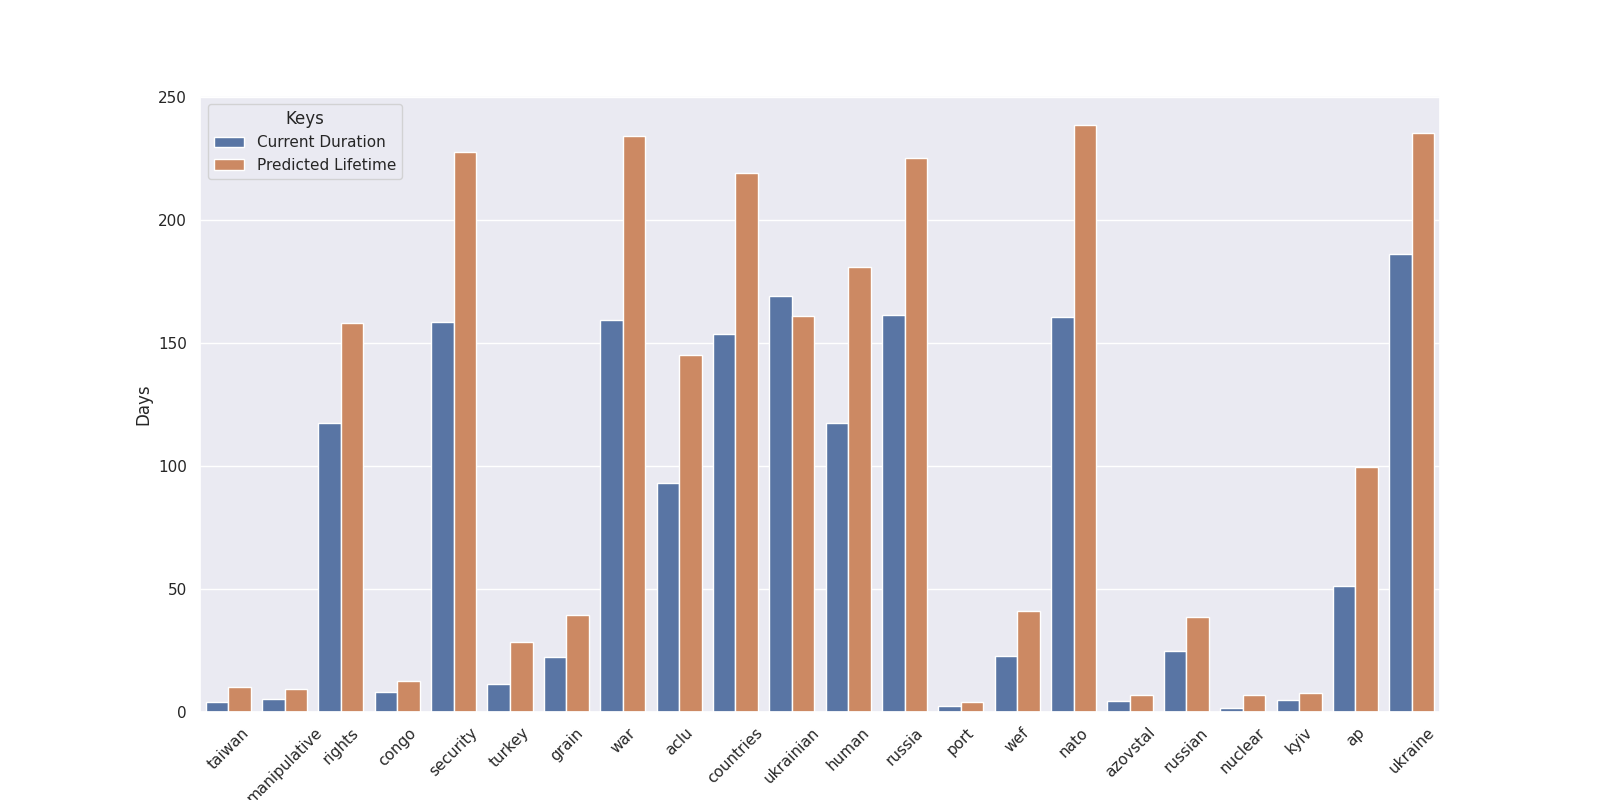 Keys
Current Duration
Predicted Lifetime
Days
250
200
150
100
50
0
taiwan
manipulative
rights
congo
security
turkey
grain
war
aclu
countries
ukrainian
human
russia
port
wef
nato
azovstal
russian
nuclear
kyiv
ap
ukraine